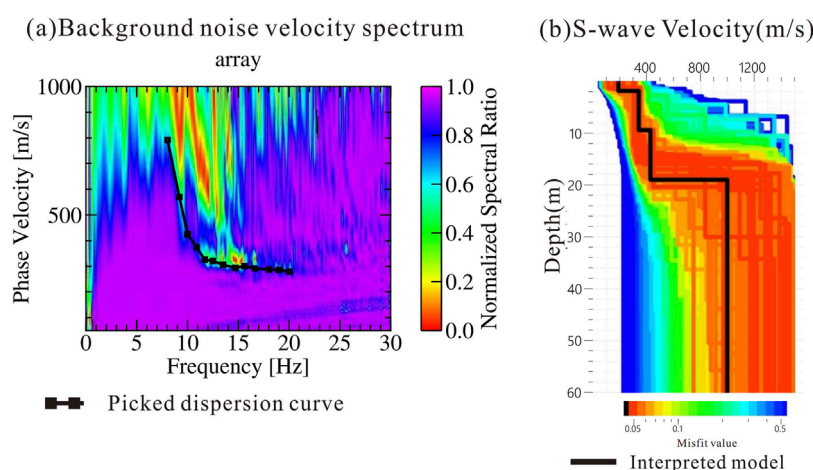 (a)Background noise velocity spectrum
array
1000
500
Phase Velocity [m/s]
0 5 10 15 20 25 30
Frequency [Hz]
1.0
0.8
0.6
0.4
0.2
0.0
Normalized Spectral Ratio
Picked dispersion curve
(b)S-wave Velocity(m/s)
400 800 1200
10
20
30
40
50
60
Depth(m)
0.05 0.1 0.5
Misfit value
Interpreted model